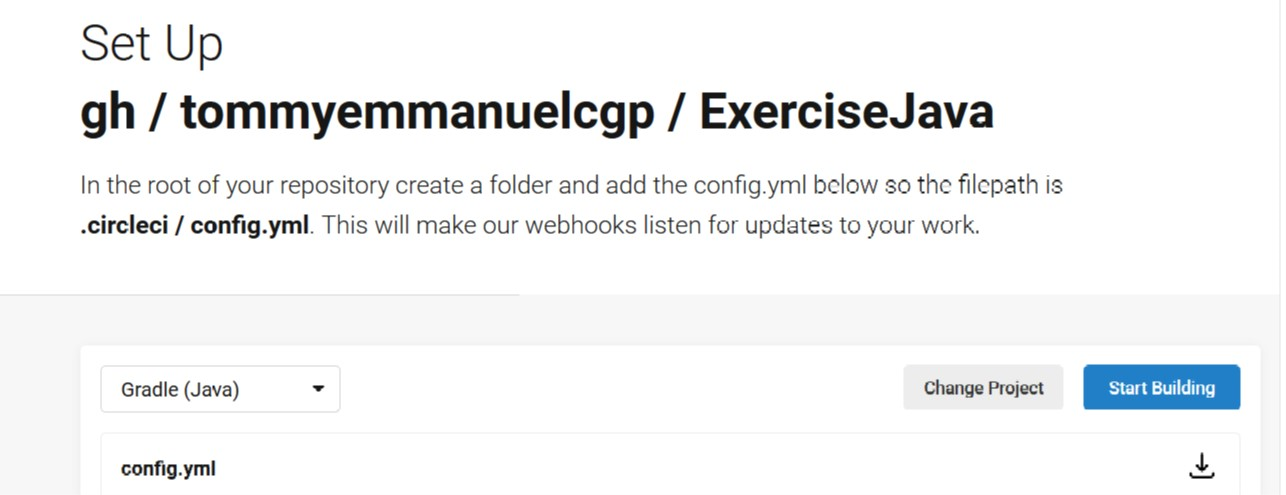 Set Up
gh / tommyemmanuelcgp / ExerciseJava
In the root of your repository create a folder and add the config.yml below so the filepath is
.circleci / config.yml. This will make our webhooks listen for updates to your work.
Gradle (Java)
Change Project
Start Building
config.yml